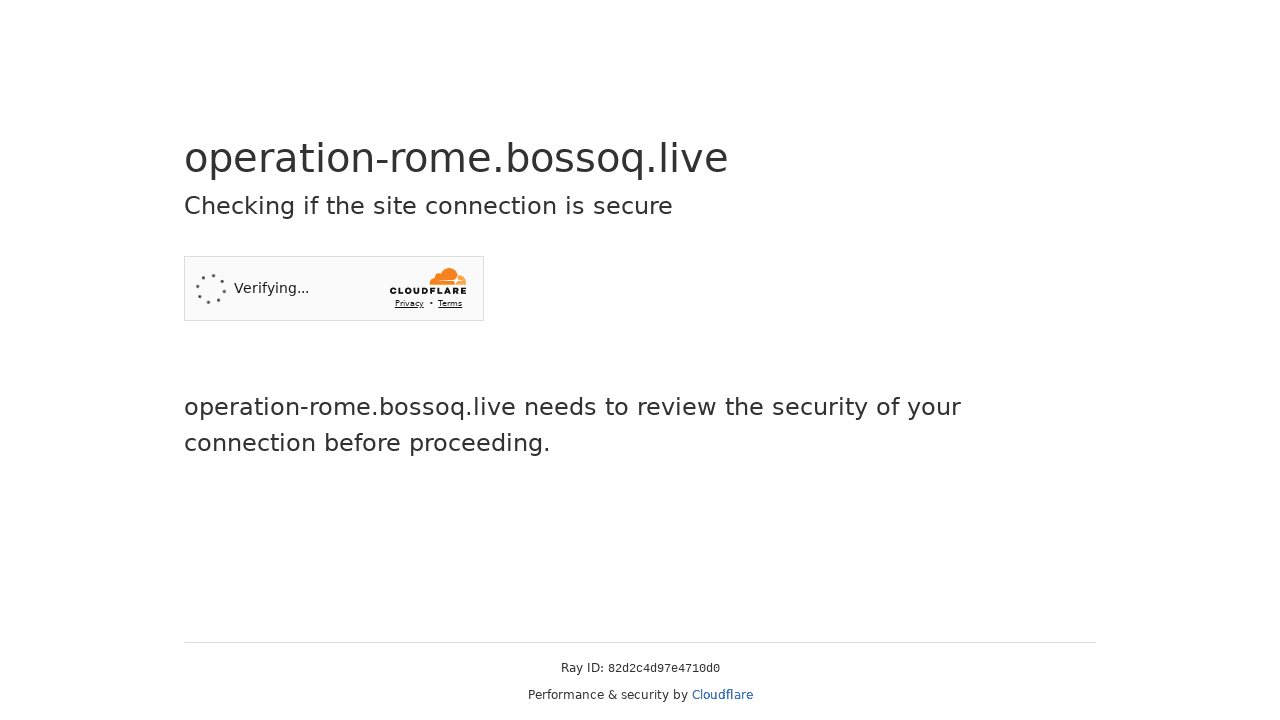 operation-rome.bossoq.live
Checking if the site connection is secure
Verifying...
CLOUDFLARE
Privacy • Terms
operation-rome.bossoq.live needs to review the security of your
connection before proceeding.
Ray ID: 82d2c4d97e4710d0
Performance & security by Cloudflare